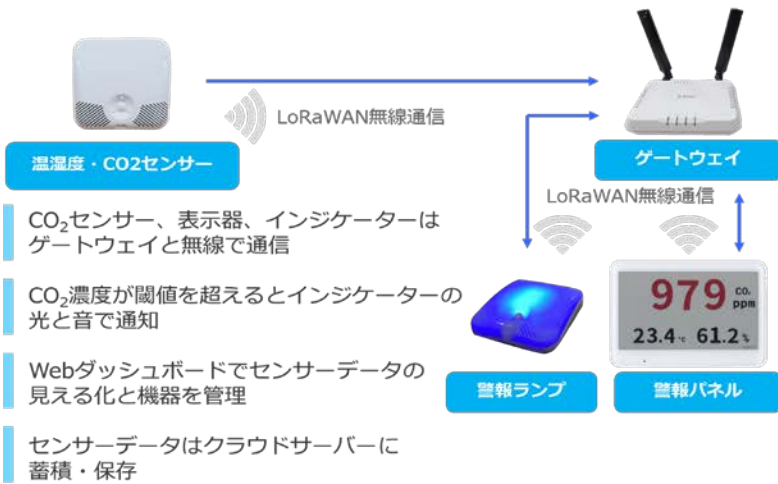 LoRaWAN無線通信
温湿度・CO2センサー
ゲートウェイ
LoRaWAN無線通信
CO₂センサー、表示器、インジケーターは
ゲートウェイと無線で通信
CO₂濃度が閾値を超えるとインジケーターの
光と音で通知
Webダッシュボードでセンサーデータの
見える化と機器を管理
センサーデータはクラウドサーバーに
蓄積・保存
979 CO₂ ppm
23.4 ℃ 61.2 %
警報ランプ
警報パネル